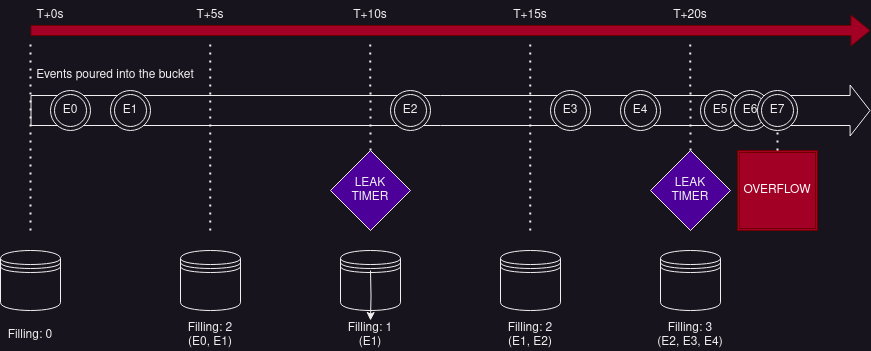 T+0s
T+5s
T+10s
T+15s
T+20s
Events poured into the bucket
E0
E1
E2
E3
E4
E5
E6
E7
LEAK
TIMER
LEAK
TIMER
OVERFLOW
Filling: 0
Filling: 2
(E0, E1)
Filling: 1
(E1)
Filling: 2
(E1, E2)
Filling: 3
(E2, E3, E4)